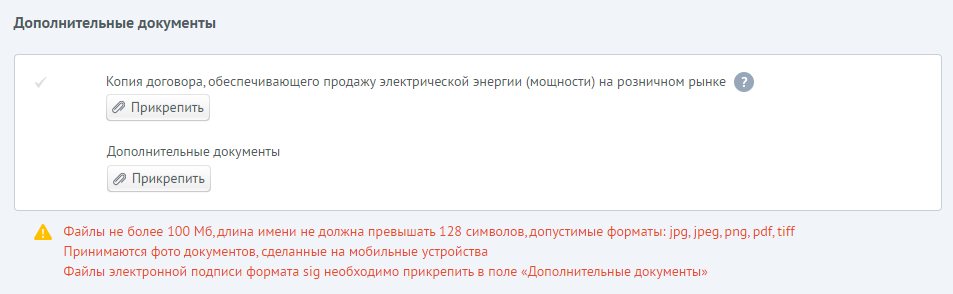 Дополнительные документы
Копия договора, обеспечивающего продажу электрической энергии (мощности) на розничном рынке ?
Прикрепить
Дополнительные документы
Прикрепить
Файлы не более 100 Мб, длина имени не должна превышать 128 символов, допустимые форматы: jpg, jpeg, png, pdf, tiff
Принимаются фото документов, сделанные на мобильные устройства
Файлы электронной подписи формата sig необходимо прикрепить в поле «Дополнительные документы»